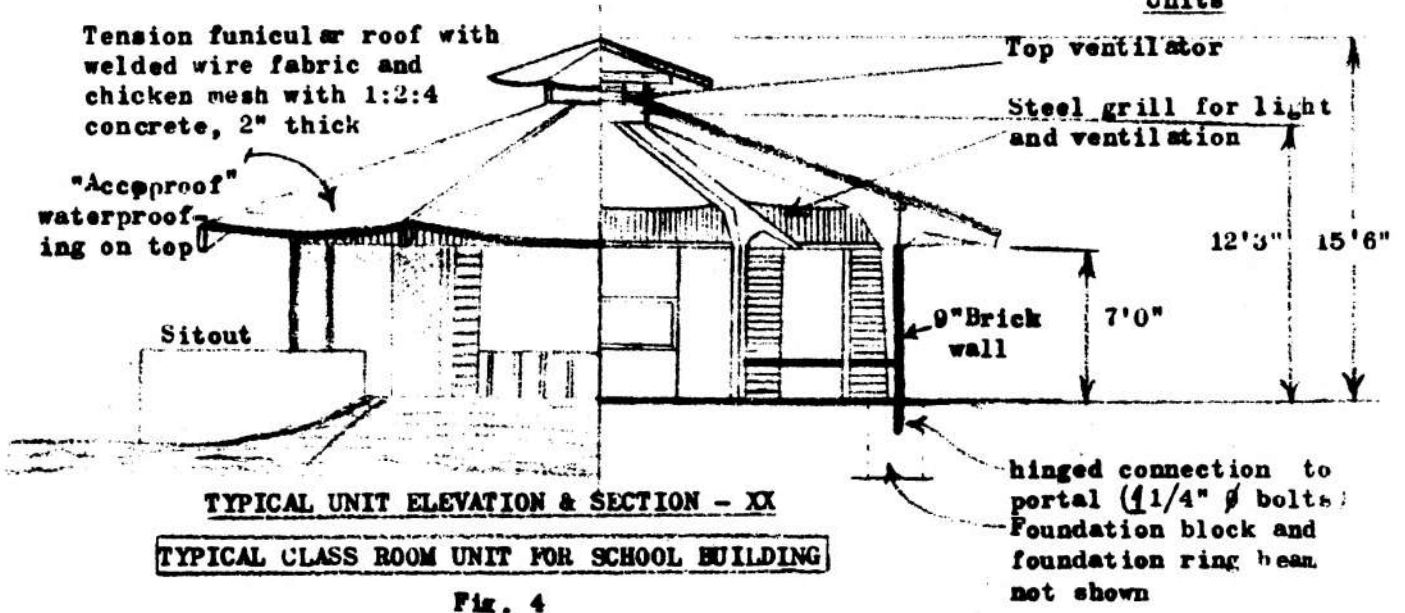 Units
Tension funicular roof with
welded wire fabric and
chicken mesh with 1:2:4
concrete, 2" thick
"Accoproof"
waterproof-
ing on top
Sitout
Top ventilator
Steel grill for light
and ventilation
12'3"
15'6"
7'0"
9"Brick
wall
hinged connection to
portal (1 1/4" ø bolts)
Foundation block and
foundation ring beam
not shown
TYPICAL UNIT ELEVATION & SECTION - XX
TYPICAL CLASS ROOM UNIT FOR SCHOOL BUILDING
Fig. 4